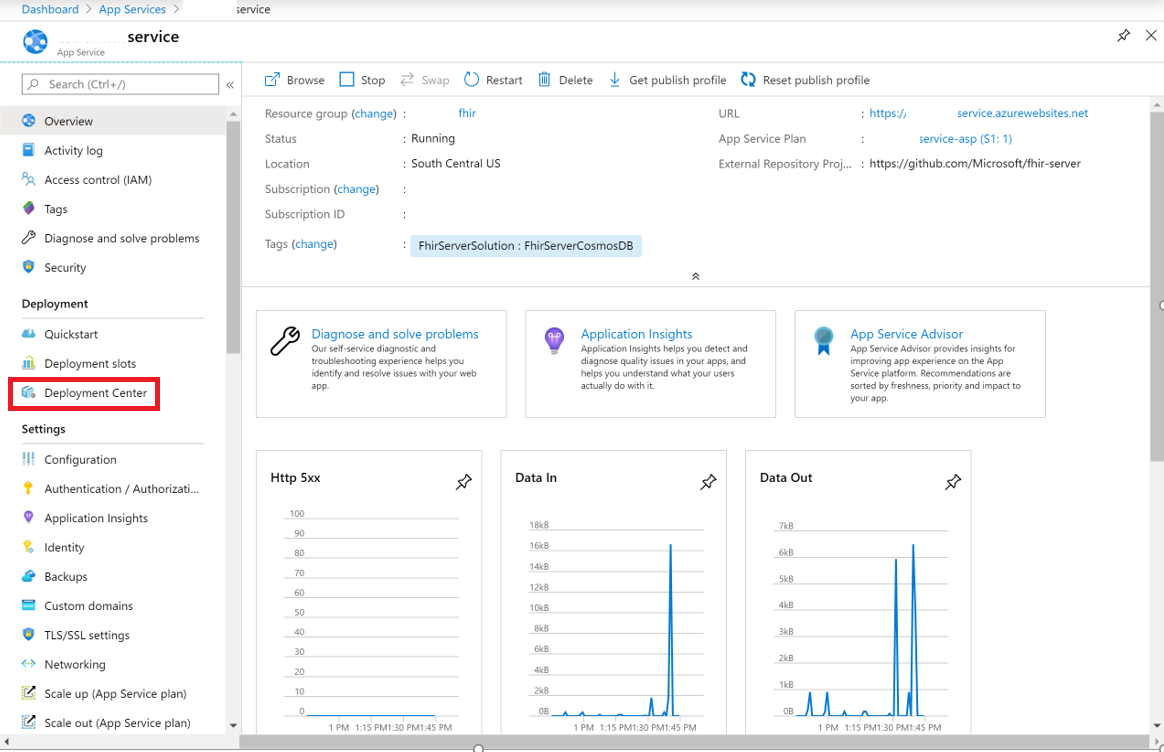 Dashboard > App Services > service
service
App Service
Search (Ctrl+/) «
Browse Stop Swap Restart Delete Get publish profile Reset publish profile
Overview
Activity log
Access control (IAM)
Tags
Diagnose and solve problems
Security
Deployment
Quickstart
Deployment slots
Deployment Center
Settings
Configuration
Authentication / Authorizati...
Application Insights
Identity
Backups
Custom domains
TLS/SSL settings
Networking
Scale up (App Service plan)
Scale out (App Service plan)
Resource group (change) : fhir
Status : Running
Location : South Central US
Subscription (change) :
Subscription ID :
Tags (change) : FhirServerSolution : FhirServerCosmosDB
URL : https:// service.azurewebsites.net
App Service Plan : service-asp (S1: 1)
External Repository Proj... : https://github.com/Microsoft/fhir-server
Diagnose and solve problems
Our self-service diagnostic and
troubleshooting experience helps you
identify and resolve issues with your web
app.
Application Insights
Application Insights helps you detect and
diagnose quality issues in your apps, and
helps you understand what your users
actually do with it.
App Service Advisor
App Service Advisor provides insights for
improving app experience on the App
Service platform. Recommendations are
sorted by freshness, priority and impact to
your app.
Http 5xx
100
90
80
70
60
50
40
30
20
10
0
1 PM 1:15 PM 1:30 PM 1:45 PM
Data In
18kB
16kB
14kB
12kB
10kB
8kB
6kB
4kB
2kB
0B
1 PM 1:15 PM 1:30 PM 1:45 PM
Data Out
7kB
6kB
5kB
4kB
3kB
2kB
1kB
0B
1 PM 1:15 PM 1:30 PM 1:45 PM